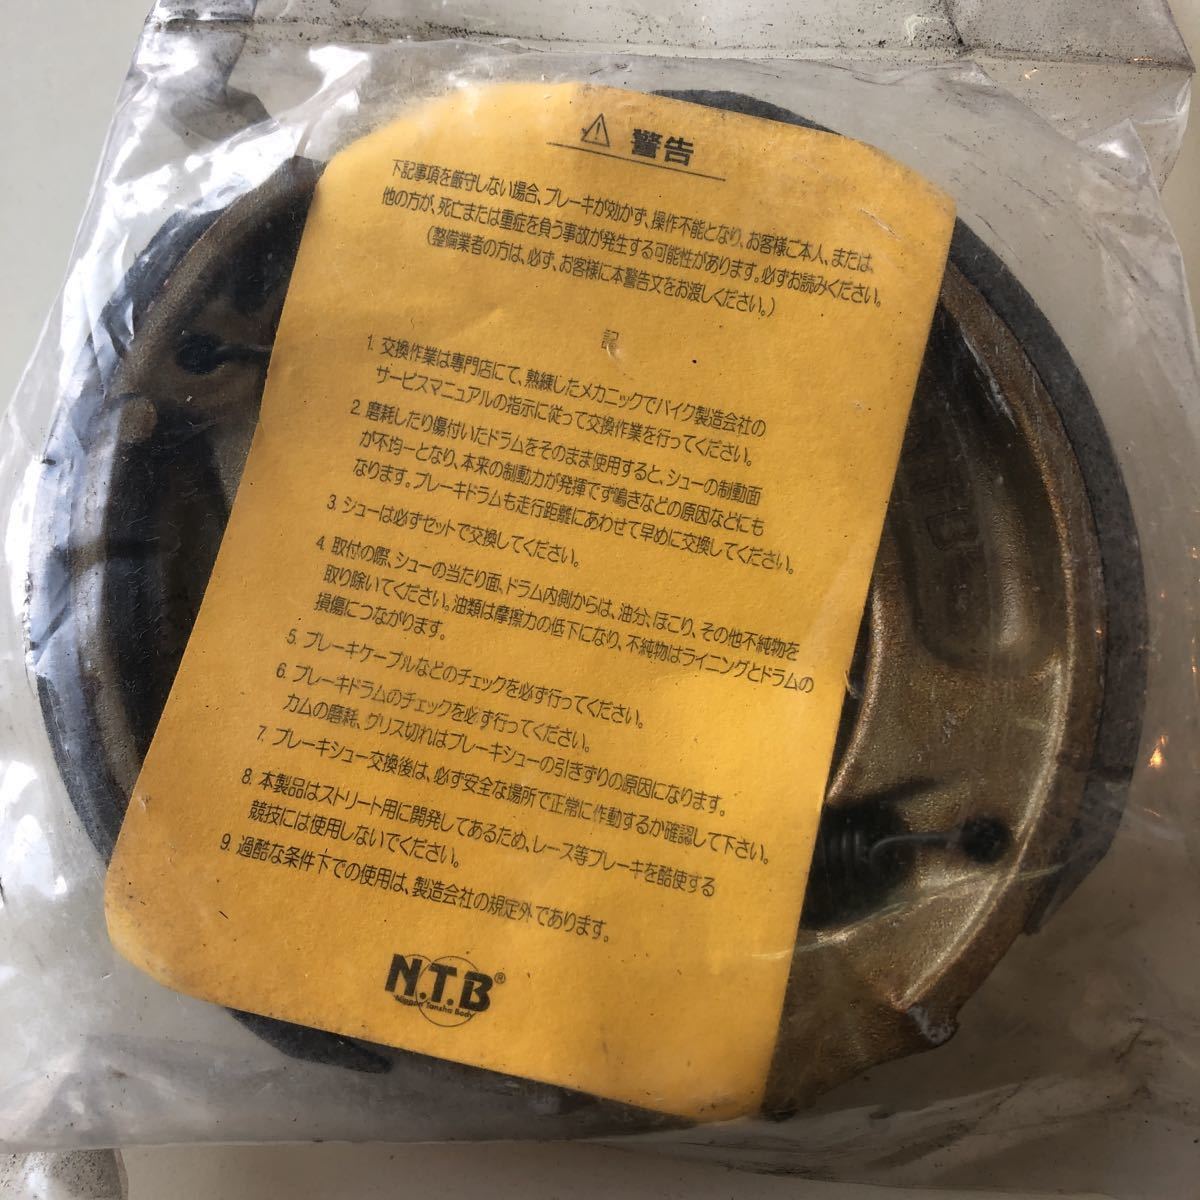 警告
下記事項を厳守しない場合、ブレーキが効かず、操作不能となり、お客様ご本人、または、
他の方が、死亡または重症を負う事故が発生する可能性があります。必ずお読みください。
(整備業者の方は、必ず、お客様に本警告文をお渡しください。)
記
1. 交換作業は専門店にて、熟練したメカニックでバイク製造会社の
サービスマニュアルの指示に従って交換作業を行ってください。
2. 磨耗したり傷付いたドラムをそのまま使用すると、シューの制動面
が不均一となり、本来の制動力が発揮でず鳴きなどの原因などにも
なります。ブレーキドラムも走行距離にあわせて早めに交換してください。
3. シューは必ずセットで交換してください。
4. 取付の際、シューの当たり面、ドラム内側からは、油分、ほこり、その他不純物を
取り除いてください。油類は摩擦力の低下になり、不純物はライニングとドラムの
損傷につながります。
5. ブレーキケーブルなどのチェックを必ず行ってください。
6. ブレーキドラムのチェックを必ず行ってください。
カムの磨耗、グリス切れはブレーキシューの引きずりの原因になります。
7. ブレーキシュー交換後は、必ず安全な場所で正常に作動するか確認して下さい。
8. 本製品はストリート用に開発してあるため、レース等ブレーキを酷使する
競技には使用しないでください。
9. 過酷な条件下での使用は、製造会社の規定外であります。
N.T.B®
Nippon Tansha Body